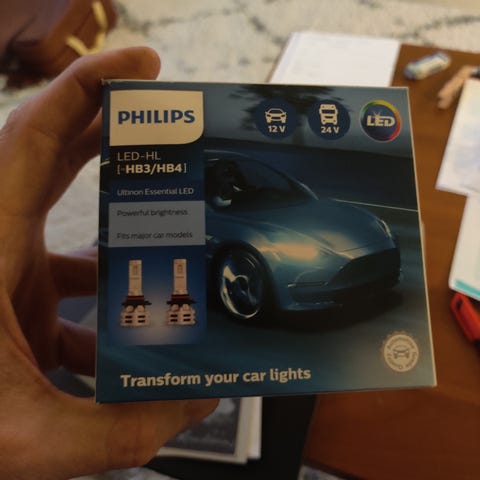 PHILIPS
12 V
24 V
LED
LED-HL
[~HB3/HB4]
Ultinon Essential LED
Powerful brightness
Fits major car models
Transform your car lights